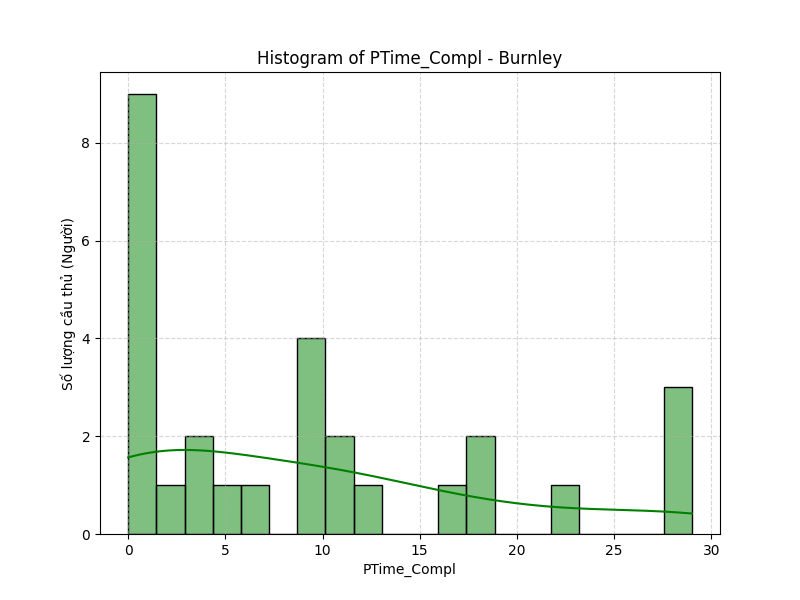 Histogram of PTime_Compl - Burnley
Số lượng cầu thủ (Người)
8
6
4
2
0
0 5 10 15 20 25 30
PTime_Compl